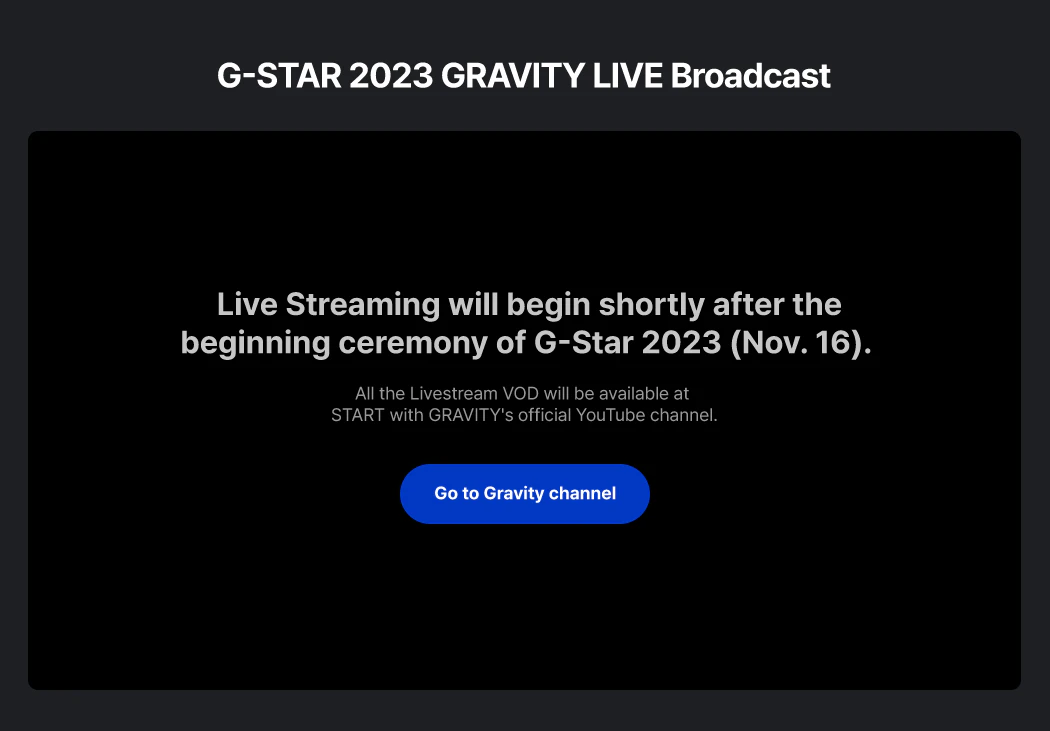 G-STAR 2023 GRAVITY LIVE Broadcast
Live Streaming will begin shortly after the
beginning ceremony of G-Star 2023 (Nov. 16).
All the Livestream VOD will be available at
START with GRAVITY's official YouTube channel.
Go to Gravity channel